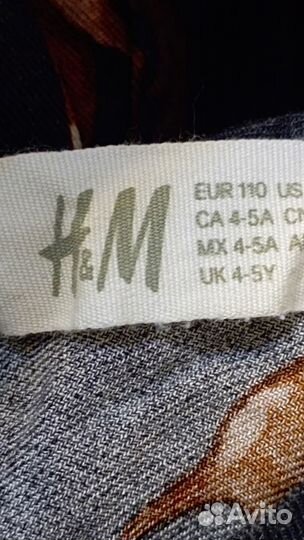 H&M
EUR 110 US
CA 4-5A
MX 4-5A
UK 4-5Y
Avito